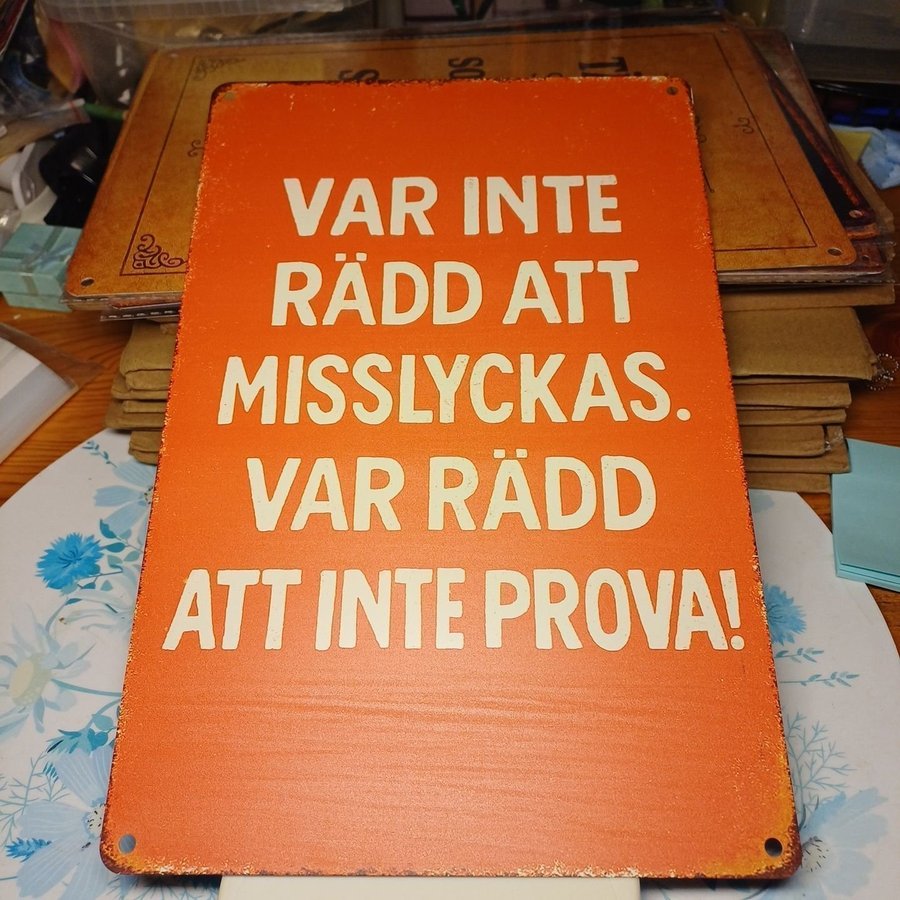 VAR INTE
RÄDD ATT
MISSLYCKAS.
VAR RÄDD
ATT INTE PROVA!